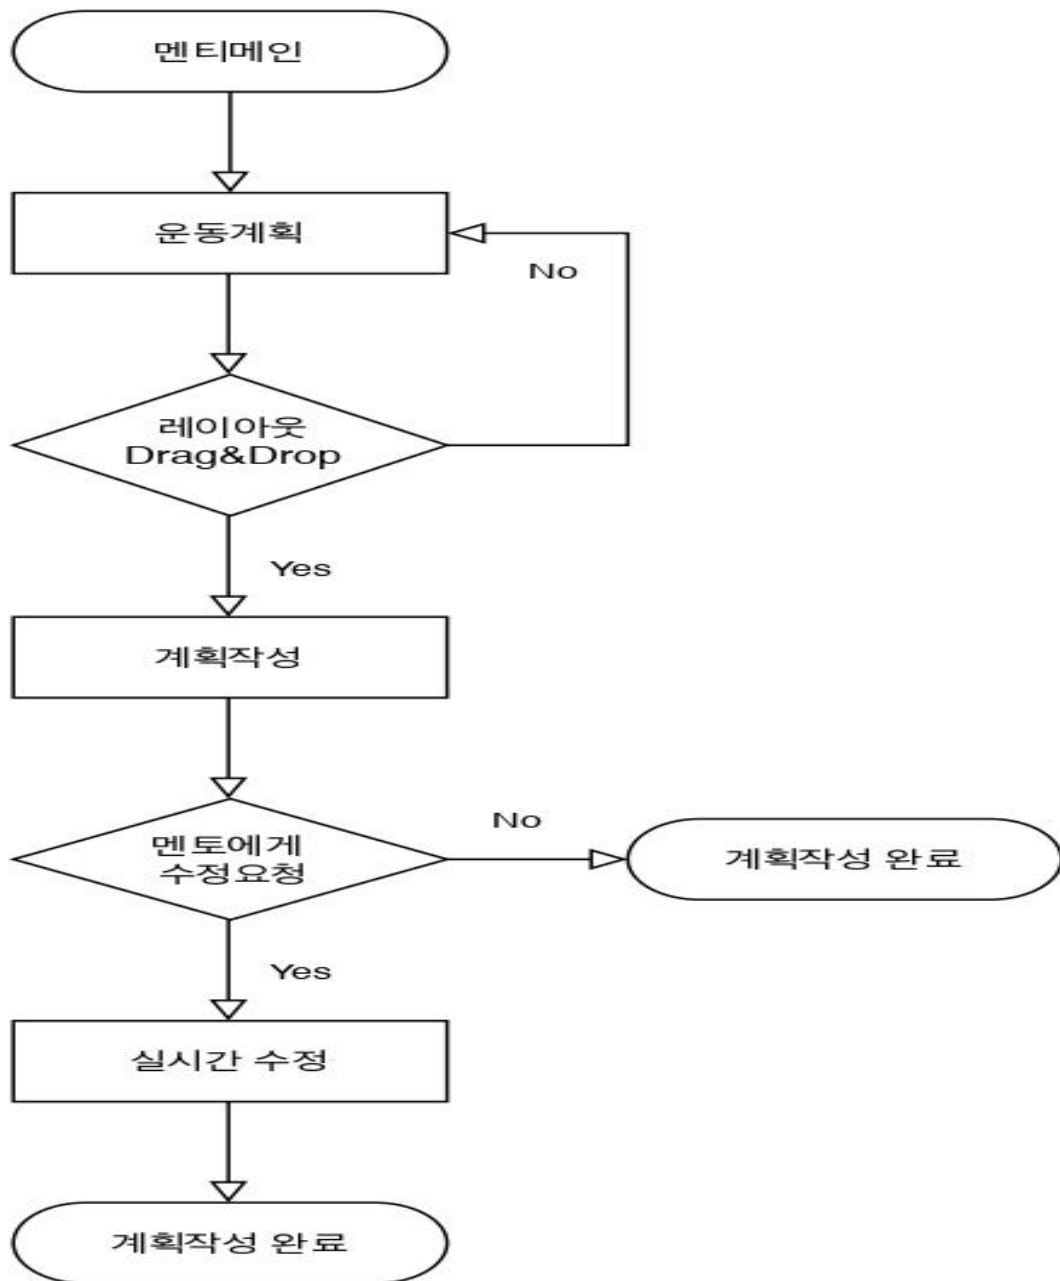 멘티메인
운동계획
No
레이아웃
Drag&Drop
Yes
계획작성
멘토에게
수정요청
No
계획작성 완료
Yes
실시간 수정
계획작성 완료